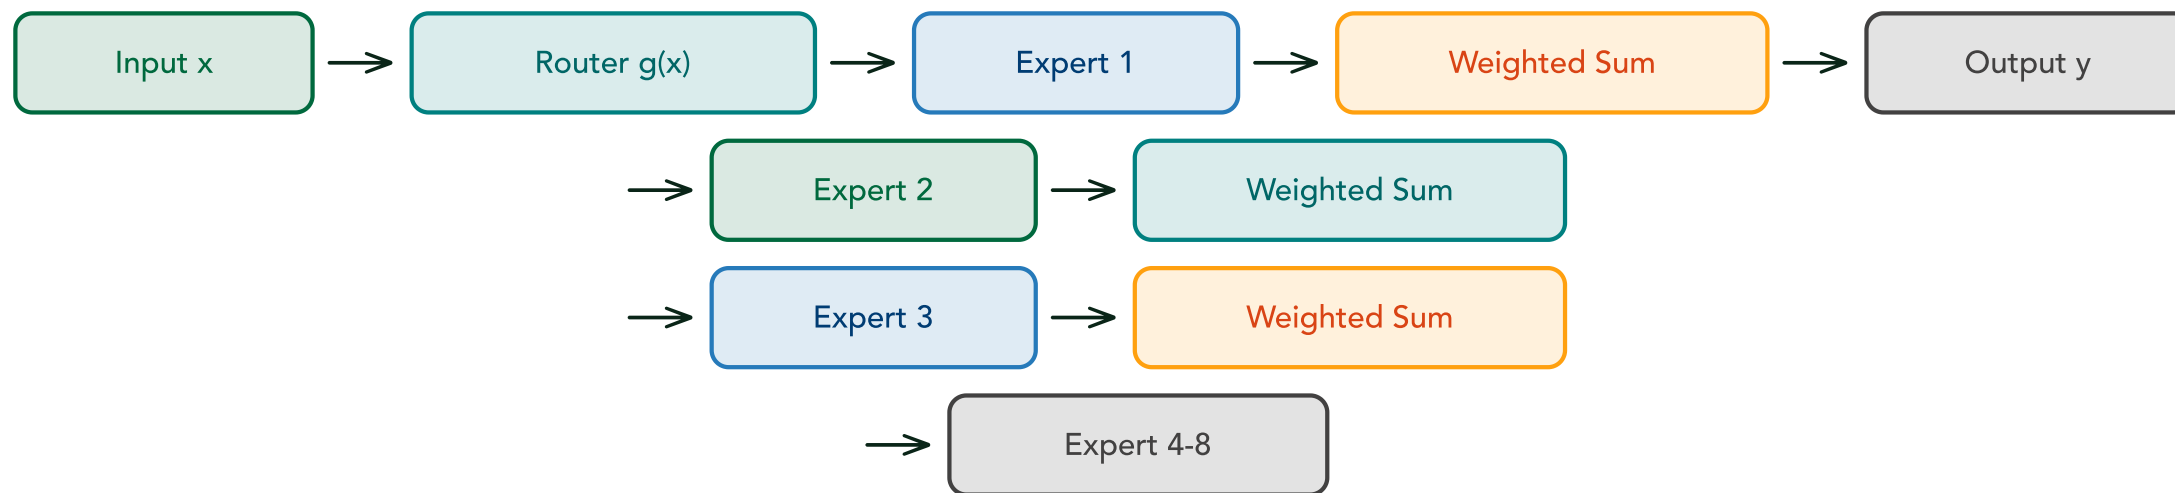 Input x
Router g(x)
Expert 1
Weighted Sum
Output y
Expert 2
Weighted Sum
Expert 3
Weighted Sum
Expert 4-8